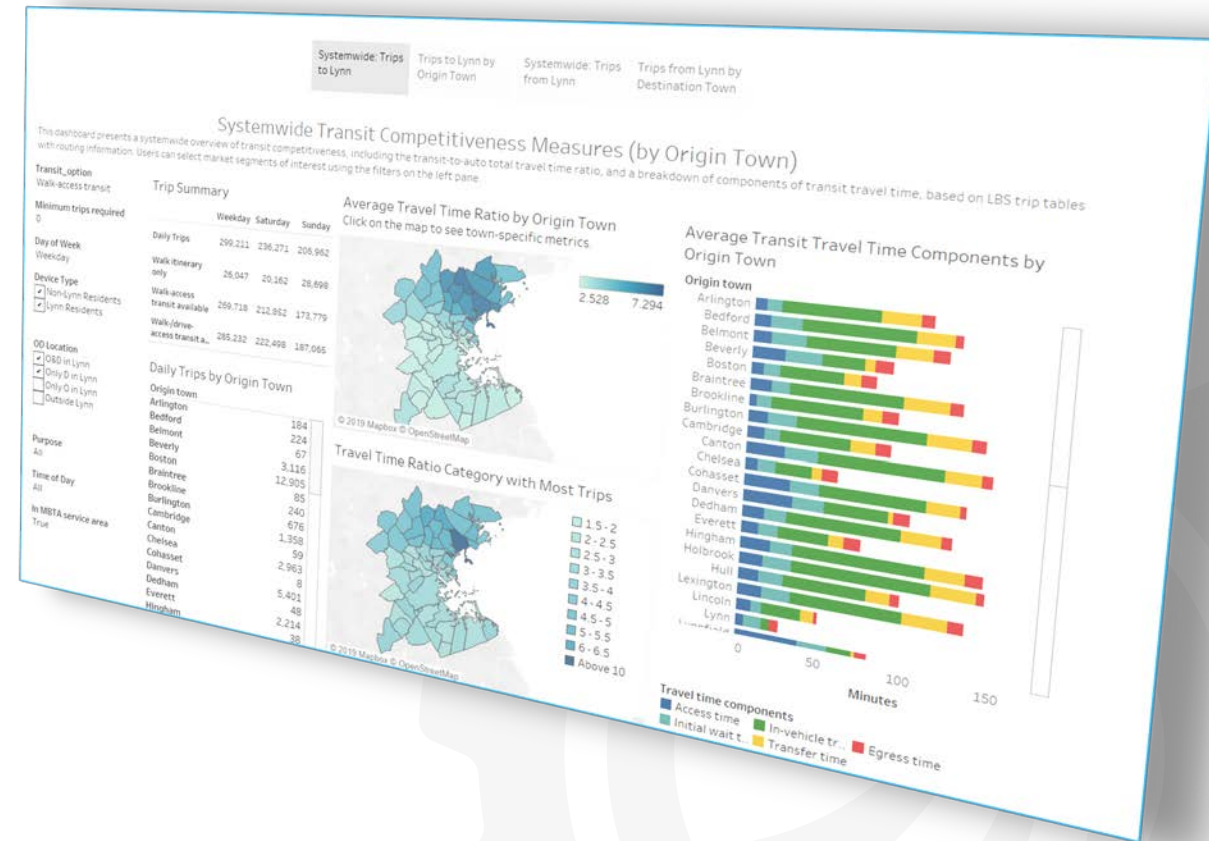 Systemwide: Trips
to Lynn
Trips to Lynn by
Origin Town
Systemwide: Trips
from Lynn
Trips from Lynn by
Destination Town
Systemwide Transit Competitiveness Measures (by Origin Town)
This dashboard presents a systemwide overview of transit competitiveness, including the transit-to-auto total travel time ratio, and a breakdown of components of transit travel time, based on LBS trip tables
with routing information. Users can select market segments of interest using the filters on the left pane.
Transit_option
Walk-access transit
Minimum trips required
0
Day of Week
Weekday
Device Type
Non-Lynn Residents
Lynn Residents
OD Location
O&D in Lynn
Only D in Lynn
Only O in Lynn
Outside Lynn
Purpose
All
Time of Day
All
In MBTA service area
True
Trip Summary
Weekday Saturday Sunday
Daily Trips 299,211 236,271 206,962
Walk itinerary
only 26,047 20,162 28,698
Walk-access
transit available 269,718 212,852 173,779
Walk-/drive-
access transit a.. 285,232 222,498 187,065
Daily Trips by Origin Town
Origin town
Arlington 184
Bedford 224
Belmont 67
Beverly 3,116
Boston 12,905
Braintree 85
Brookline 240
Burlington 676
Cambridge 1,358
Canton 59
Chelsea 2,963
Cohasset 8
Danvers 5,401
Dedham 48
Everett 2,214
Hingham 38
Average Travel Time Ratio by Origin Town
Click on the map to see town-specific metrics
2.528 7.294
© 2019 Mapbox © OpenStreetMap
Travel Time Ratio Category with Most Trips
1.5 - 2
2 - 2.5
2.5 - 3
3 - 3.5
3.5 - 4
4 - 4.5
4.5 - 5
5 - 5.5
6 - 6.5
Above 10
© 2019 Mapbox © OpenStreetMap
Average Transit Travel Time Components by
Origin Town
Origin town
Arlington
Bedford
Belmont
Beverly
Boston
Braintree
Brookline
Burlington
Cambridge
Canton
Chelsea
Cohasset
Danvers
Dedham
Everett
Hingham
Holbrook
Hull
Lexington
Lincoln
Lynn
Lynnfield
0 50 100 150
Minutes
Travel time components
Access time
Initial wait t..
In-vehicle tr..
Transfer time
Egress time